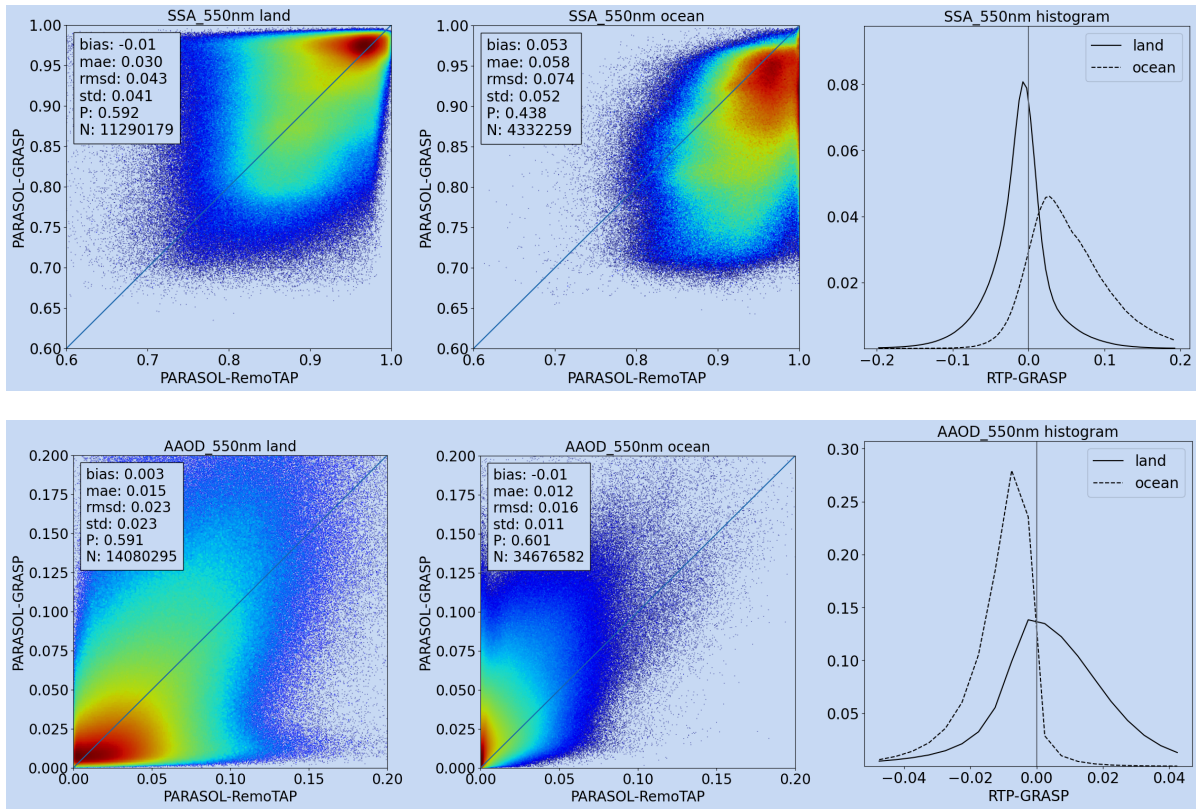 SSA_550nm land
bias: -0.01
mae: 0.030
rmsd: 0.043
std: 0.041
P: 0.592
N: 11290179
PARASOL-GRASP
1.00
0.95
0.90
0.85
0.80
0.75
0.70
0.65
0.60
0.6
0.7
0.8
0.9
1.0
PARASOL-RemoTAP
SSA_550nm ocean
bias: 0.053
mae: 0.058
rmsd: 0.074
std: 0.052
P: 0.438
N: 4332259
PARASOL-GRASP
1.00
0.95
0.90
0.85
0.80
0.75
0.70
0.65
0.60
0.6
0.7
0.8
0.9
1.0
PARASOL-RemoTAP
SSA_550nm histogram
land
ocean
0.08
0.06
0.04
0.02
−0.2
−0.1
0.0
0.1
0.2
RTP-GRASP
AAOD_550nm land
bias: 0.003
mae: 0.015
rmsd: 0.023
std: 0.023
P: 0.591
N: 14080295
PARASOL-GRASP
0.200
0.175
0.150
0.125
0.100
0.075
0.050
0.025
0.000
0.00
0.05
0.10
0.15
0.20
PARASOL-RemoTAP
AAOD_550nm ocean
bias: -0.01
mae: 0.012
rmsd: 0.016
std: 0.011
P: 0.601
N: 34676582
PARASOL-GRASP
0.200
0.175
0.150
0.125
0.100
0.075
0.050
0.025
0.000
0.00
0.05
0.10
0.15
0.20
PARASOL-RemoTAP
AAOD_550nm histogram
land
ocean
0.30
0.25
0.20
0.15
0.10
0.05
−0.04
−0.02
0.00
0.02
0.04
RTP-GRASP